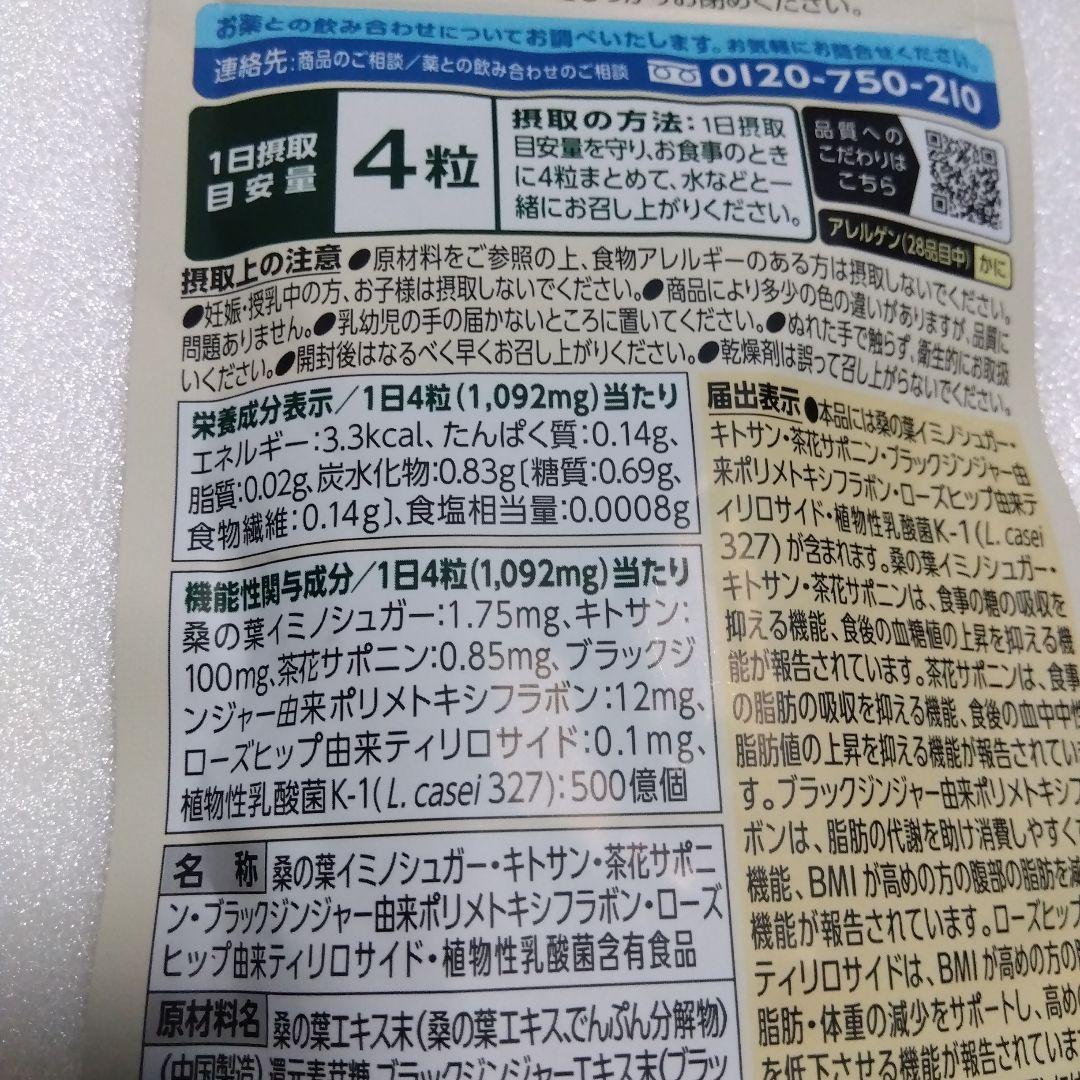 お閉めください。
お薬との飲み合わせについてお調べいたします。お気軽にお問合せください。
連絡先:商品のご相談/薬との飲み合わせのご相談 0120-750-210
1日摂取
目安量
4粒
摂取の方法:1日摂取
目安量を守り、お食事のとき
に4粒まとめて、水などと一
緒にお召し上がりください。
品質への
こだわりは
こちら
アレルゲン(28品目中) かに
摂取上の注意 ●原材料をご参照の上、食物アレルギーのある方は摂取しないでください。
●妊娠・授乳中の方、お子様は摂取しないでください。●商品により多少の色の違いがありますが、品質に
問題ありません。●乳幼児の手の届かないところに置いてください。●ぬれた手で触らず、衛生的にお取扱
いください。●開封後はなるべく早くお召し上がりください。●乾燥剤は誤って召し上がらないでください。
栄養成分表示/1日4粒(1,092mg)当たり
エネルギー:3.3kcal、たんぱく質:0.14g、
脂質:0.02g、炭水化物:0.83g〔糖質:0.69g、
食物繊維:0.14g〕、食塩相当量:0.0008g
機能性関与成分/1日4粒(1,092mg)当たり
桑の葉イミノシュガー:1.75mg、キトサン:
100mg、茶花サポニン:0.85mg、ブラックジ
ンジャー由来ポリメトキシフラボン:12mg、
ローズヒップ由来ティリロサイド:0.1mg、
植物性乳酸菌K-1(L. casei 327):500億個
名 称 桑の葉イミノシュガー・キトサン・茶花サポニ
ン・ブラックジンジャー由来ポリメトキシフラボン・ローズ
ヒップ由来ティリロサイド・植物性乳酸菌含有食品
原材料名 桑の葉エキス末(桑の葉エキス、でんぷん分解物)
(中国製造)、還元麦芽糖、ブラックジンジャーエキス末(ブラッ
届出表示 ●本品には桑の葉イミノシュガー・
キトサン・茶花サポニン・ブラックジンジャー由
来ポリメトキシフラボン・ローズヒップ由来テ
ィリロサイド・植物性乳酸菌K-1(L. casei
327)が含まれます。桑の葉イミノシュガー・
キトサン・茶花サポニンは、食事の糖の吸収を
抑える機能、食後の血糖値の上昇を抑える機
能が報告されています。茶花サポニンは、食事
の脂肪の吸収を抑える機能、食後の血中中性
脂肪値の上昇を抑える機能が報告されていま
す。ブラックジンジャー由来ポリメトキシフ
ボンは、脂肪の代謝を助け消費しやすく
機能、BMIが高めの方の腹部の脂肪を減
機能が報告されています。ローズヒップ
ティリロサイドは、BMIが高めの方の
脂肪・体重の減少をサポートし、高め
を低下させる機能が報告されていま